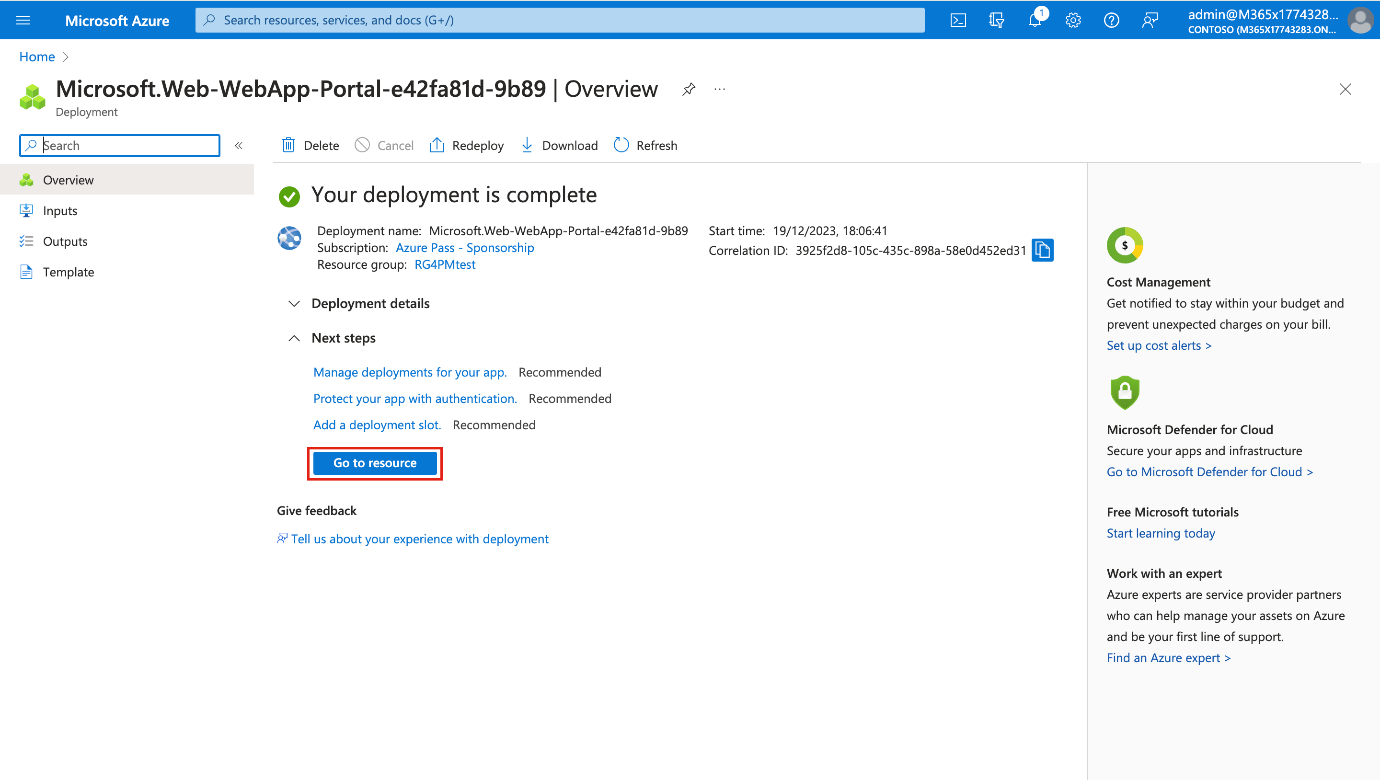 Microsoft Azure
Search resources, services, and docs (G+/)
1
admin@M365x1774328...
CONTOSO (M365X17743283.ON...
Home
Microsoft.Web-WebApp-Portal-e42fa81d-9b89 | Overview
...
Deployment
Search
«
Delete
Cancel
Redeploy
Download
Refresh
Overview
Inputs
Outputs
Template
Your deployment is complete
Deployment name: Microsoft.Web-WebApp-Portal-e42fa81d-9b89
Subscription: Azure Pass - Sponsorship
Resource group: RG4PMtest
Start time: 19/12/2023, 18:06:41
Correlation ID: 3925f2d8-105c-435c-898a-58e0d452ed31
Deployment details
Next steps
Manage deployments for your app. Recommended
Protect your app with authentication. Recommended
Add a deployment slot. Recommended
Go to resource
Give feedback
Tell us about your experience with deployment
$
Cost Management
Get notified to stay within your budget and
prevent unexpected charges on your bill.
Set up cost alerts >
Microsoft Defender for Cloud
Secure your apps and infrastructure
Go to Microsoft Defender for Cloud >
Free Microsoft tutorials
Start learning today
Work with an expert
Azure experts are service provider partners
who can help manage your assets on Azure
and be your first line of support.
Find an Azure expert >